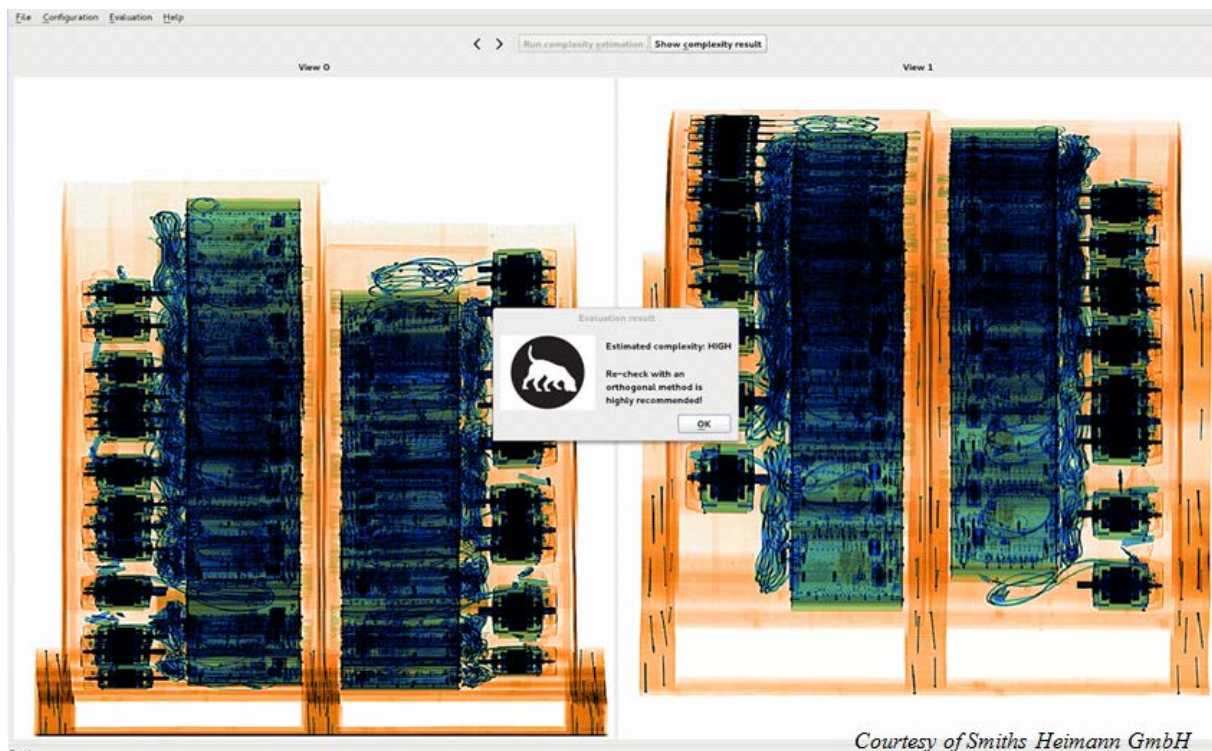 File Configuration Evaluation Help
< > Run complexity estimation Show complexity result
View 0 View 1
Evaluation result
Estimated complexity: HIGH
Re-check with an
orthogonal method is
highly recommended!
OK
Courtesy of Smiths Heimann GmbH